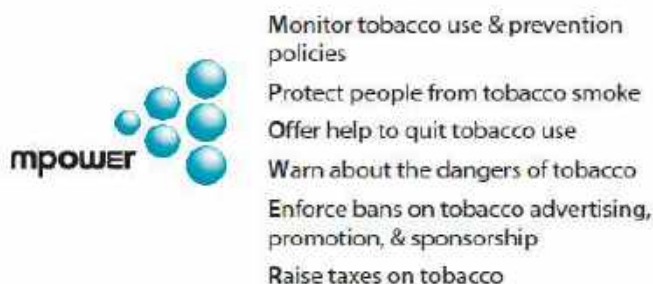 mpower
Monitor tobacco use & prevention
policies
Protect people from tobacco smoke
Offer help to quit tobacco use
Warn about the dangers of tobacco
Enforce bans on tobacco advertising,
promotion, & sponsorship
Raise taxes on tobacco